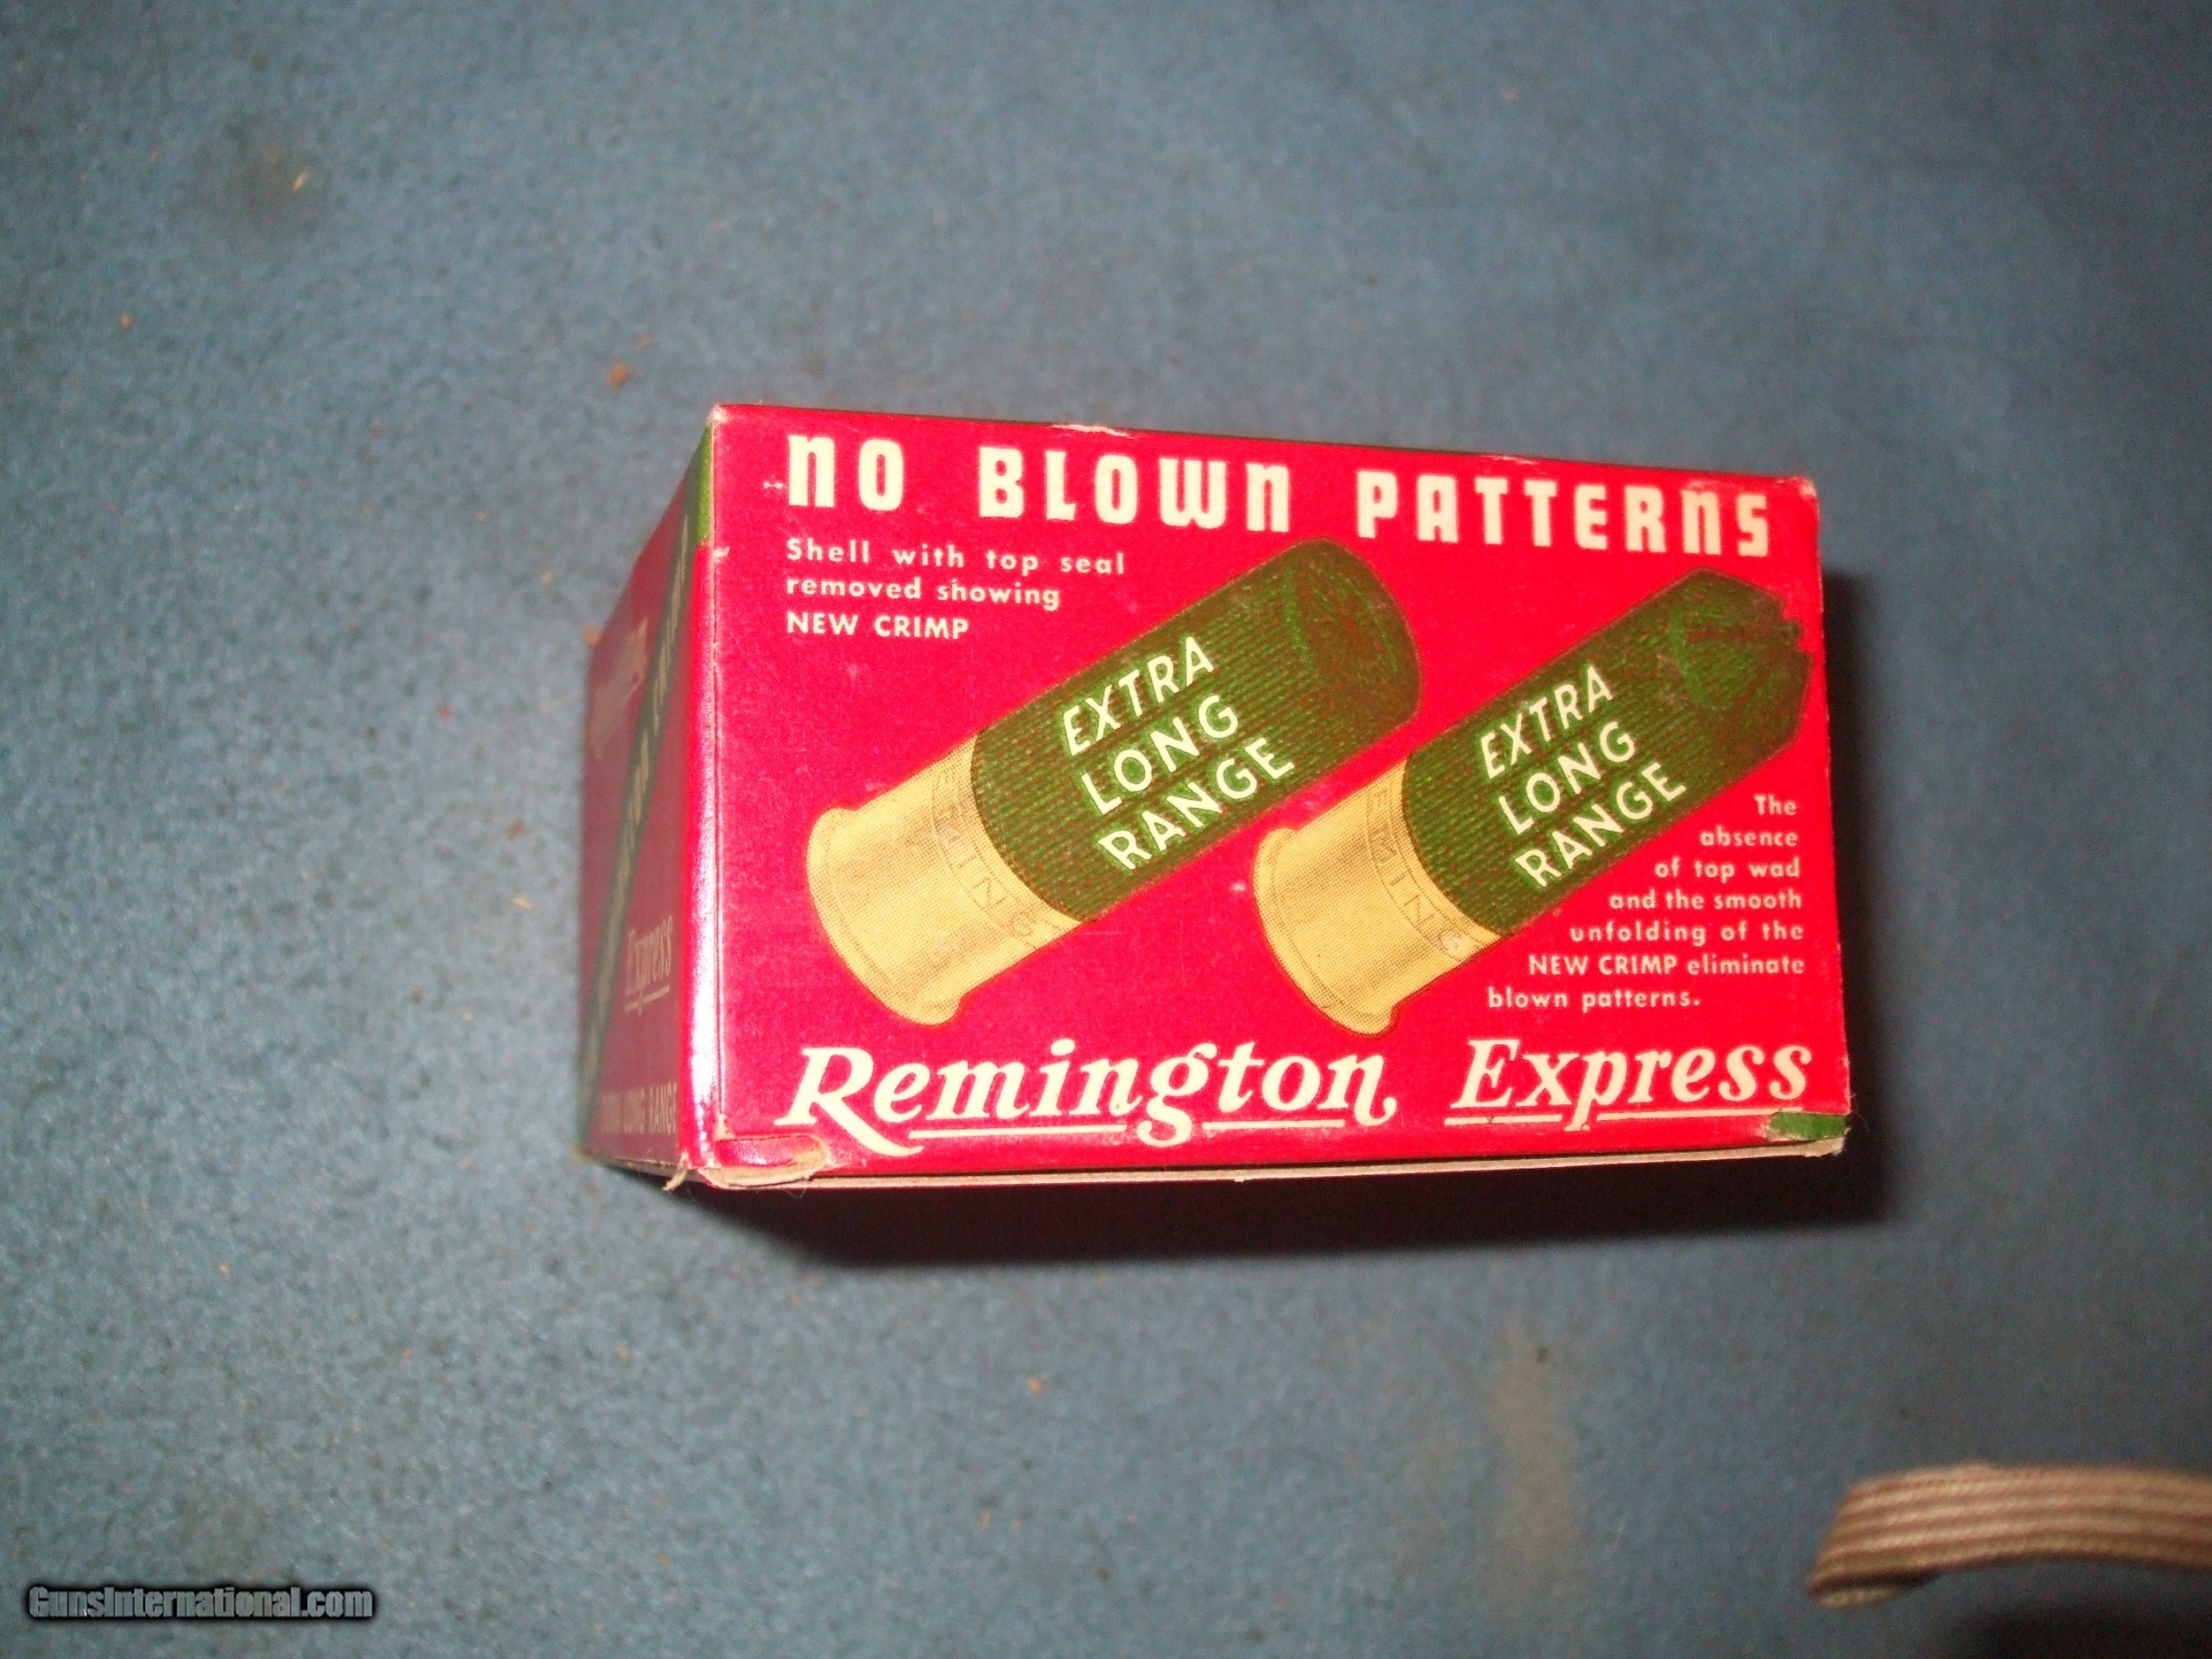 NO BLOWN PATTERNS
Shell with top seal
removed showing
NEW CRIMP
EXTRA
LONG
RANGE
EXTRA
LONG
RANGE
The
absence
of top wad
and the smooth
unfolding of the
NEW CRIMP eliminate
blown patterns.
Remington Express
Express
LONG RANGE
GunsInternational.com